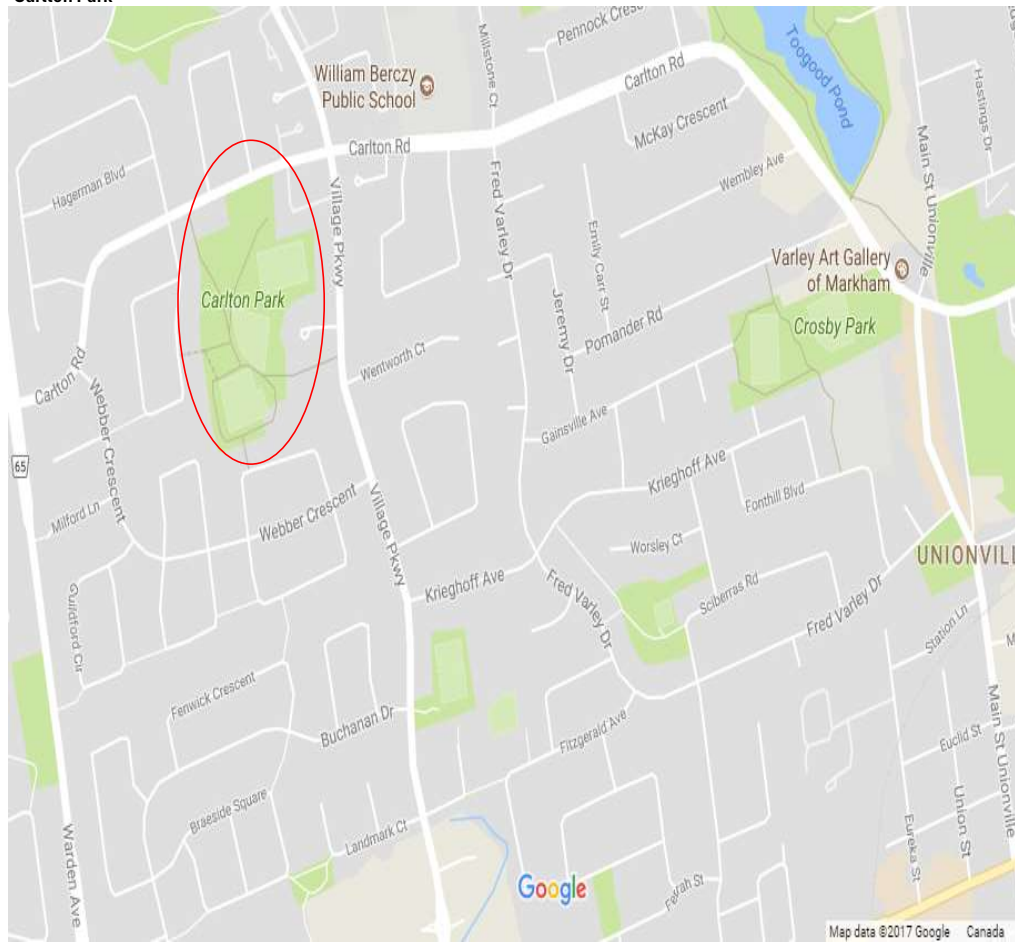 Carlton Park
Pennock Cresc
Millstone Ct
Toogood Pond
William Berczy
Public School
Carlton Rd
McKay Crescent
Hastings Dr
Main St Unionville
Carlton Rd
Hagerman Blvd
Village Pkwy
Fred Varley Dr
Wembley Ave
Emily Carr St
Varley Art Gallery
of Markham
Carlton Park
Jeremy Dr
Pomander Rd
Crosby Park
Wentworth Ct
Carlton Rd
Webber Crescent
Gainsville Ave
65
Krieghoff Ave
Milford Ln
Webber Crescent
Village Pkwy
Fonthill Blvd
Worsley Ct
UNIONVILL
Guildford Cir
Krieghoff Ave
Fred Varley Dr
Sciberras Rd
Fred Varley Dr
Station Ln
M
Fenwick Crescent
Buchanan Dr
Fitzgerald Ave
Main St Unionville
Euclid St
Braeside Square
Landmark Ct
Union St
Eureka St
Warden Ave
Google
Ferrah St
Map data ©2017 Google Canada